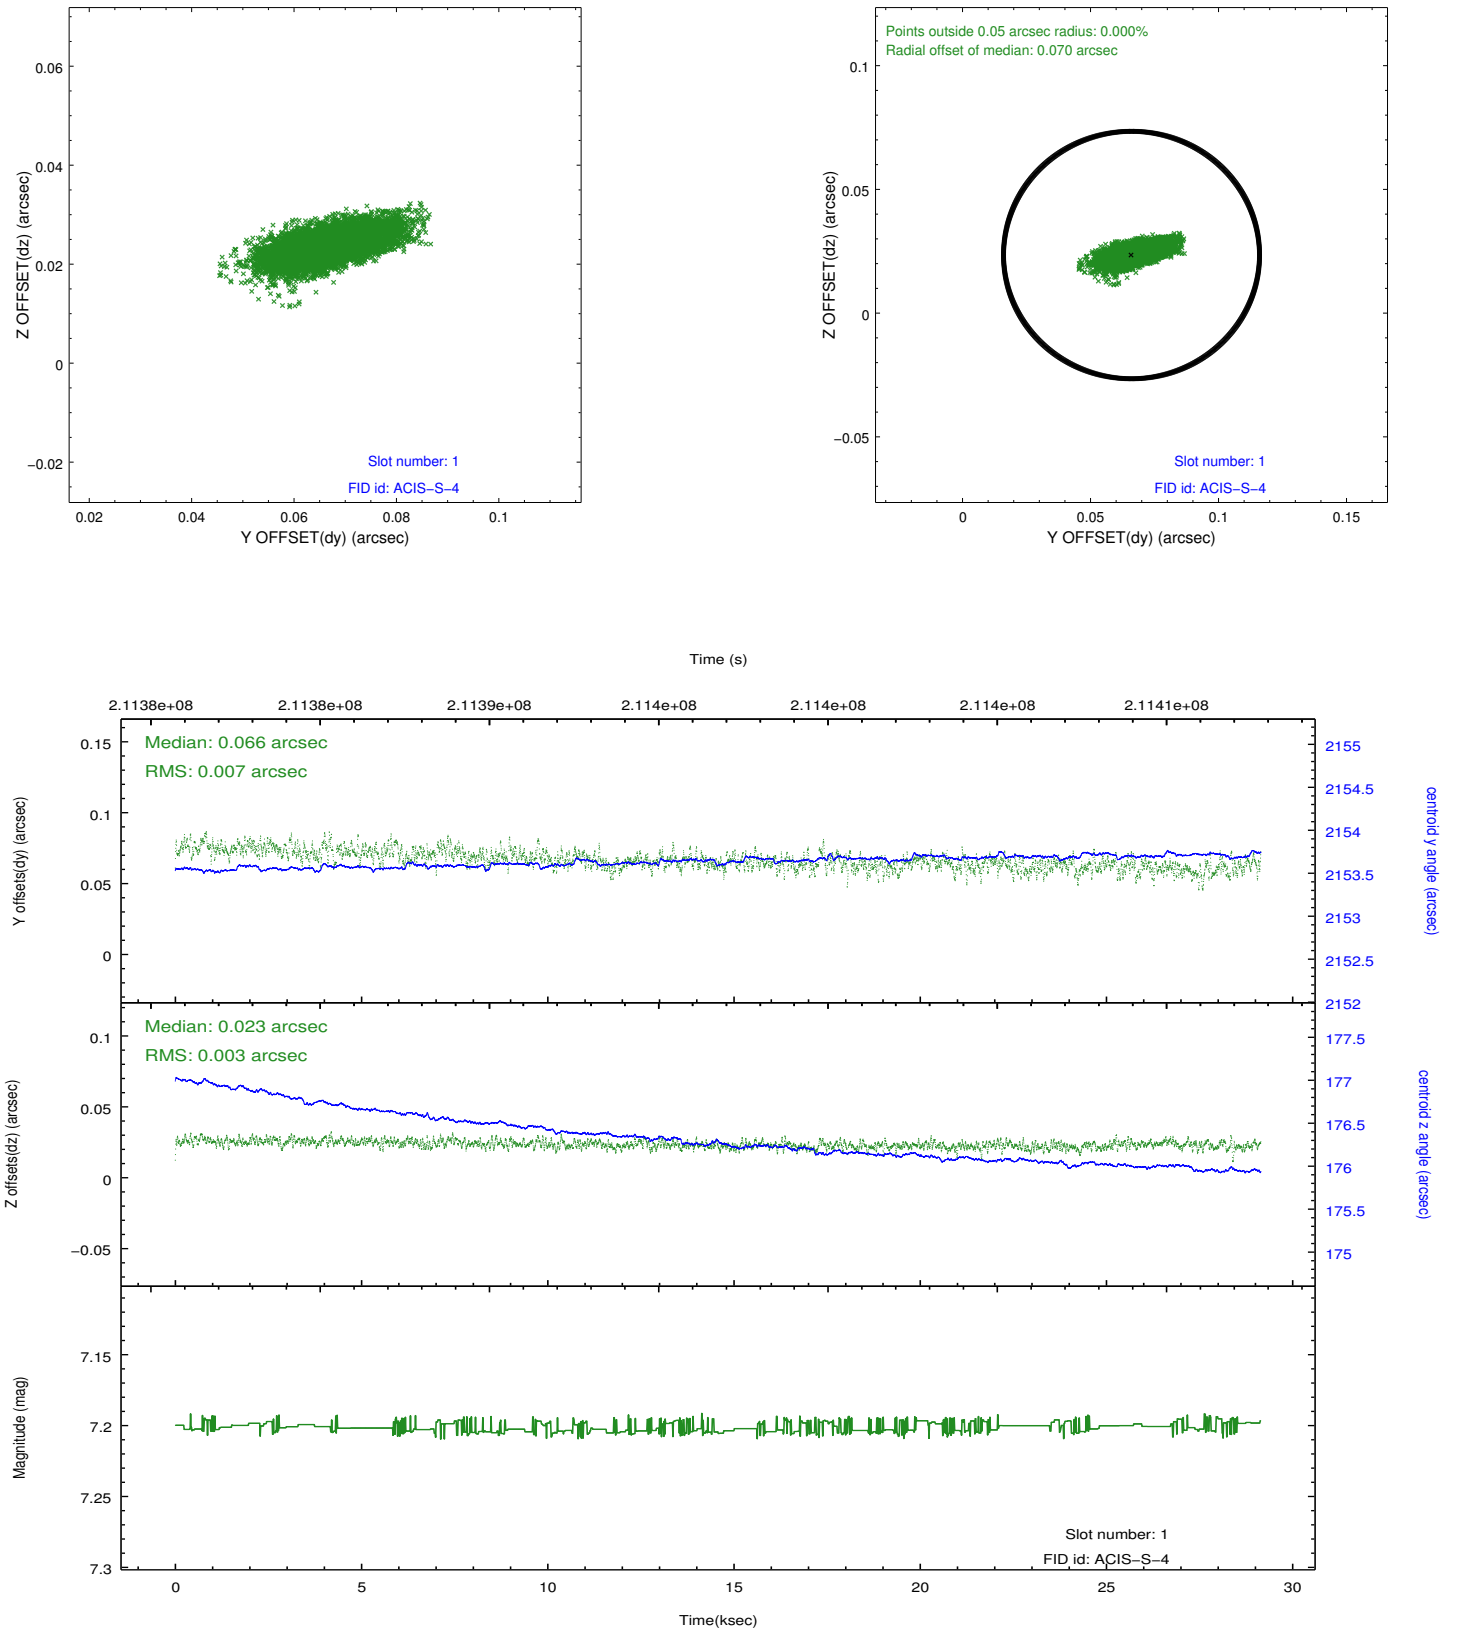 0.06
0.04
0.02
0
−0.02
Z OFFSET(dz) (arcsec)
Slot number: 1
FID id: ACIS−S−4
0.02 0.04 0.06 0.08 0.1
Y OFFSET(dy) (arcsec)
Points outside 0.05 arcsec radius: 0.000%
Radial offset of median: 0.070 arcsec
0.1
0.05
0
−0.05
Z OFFSET(dz) (arcsec)
Slot number: 1
FID id: ACIS−S−4
0 0.05 0.1 0.15
Y OFFSET(dy) (arcsec)
Time (s)
2.1138e+08 2.1138e+08 2.1139e+08 2.114e+08 2.114e+08 2.114e+08 2.1141e+08
Median: 0.066 arcsec
RMS: 0.007 arcsec
0.15
0.1
0.05
0
Y offsets(dy) (arcsec)
2155
2154.5
2154
2153.5
2153
2152.5
2152
centroid y angle (arcsec)
Median: 0.023 arcsec
RMS: 0.003 arcsec
0.1
0.05
0
−0.05
Z offsets(dz) (arcsec)
177.5
177
176.5
176
175.5
175
centroid z angle (arcsec)
7.15
7.2
7.25
7.3
Magnitude (mag)
Slot number: 1
FID id: ACIS−S−4
0 5 10 15 20 25 30
Time(ksec)